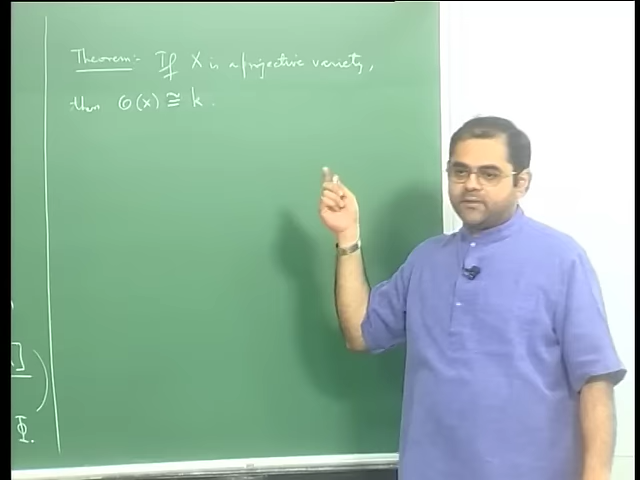 Theorem:- If X is a projective variety,
then O(X) ≅ k.
]
)
Φ.